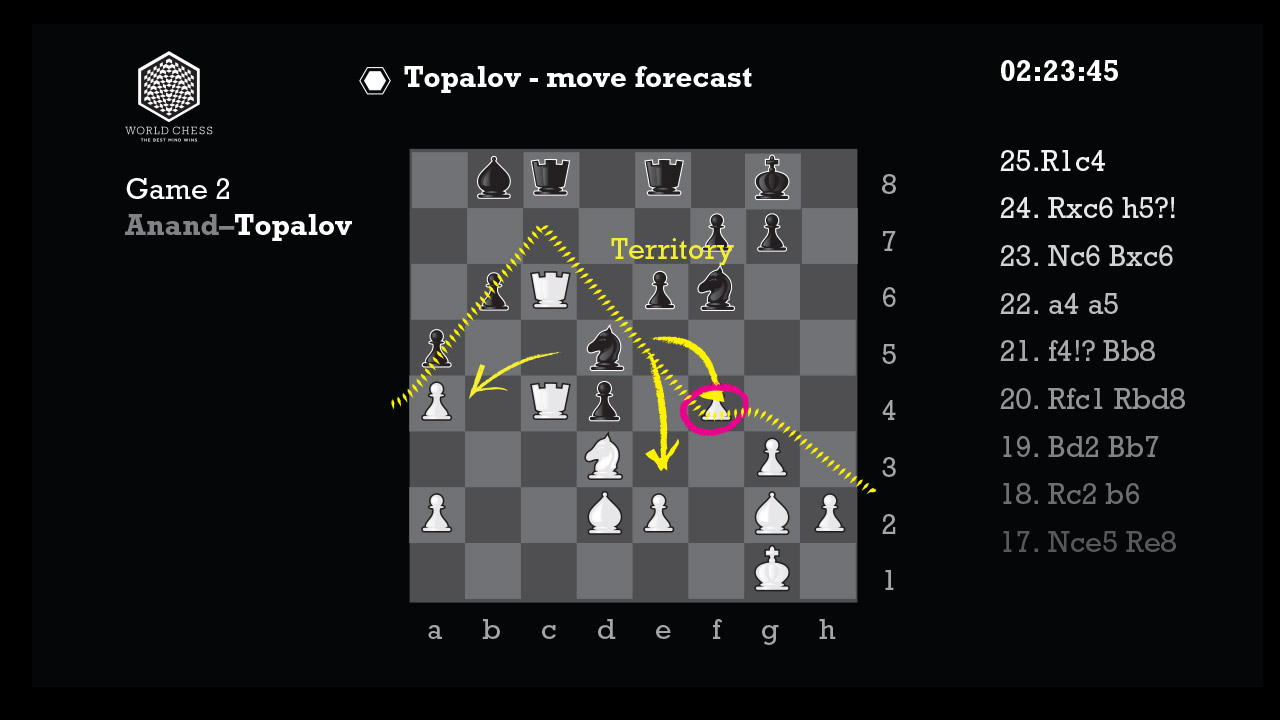 WORLD CHESS
THE BEST MIND WINS
Topalov - move forecast
02:23:45
Game 2
Anand–Topalov
Territory
8
7
6
5
4
3
2
1
a b c d e f g h
25.R1c4
24. Rxc6 h5?!
23. Nc6 Bxc6
22. a4 a5
21. f4!? Bb8
20. Rfc1 Rbd8
19. Bd2 Bb7
18. Rc2 b6
17. Nce5 Re8